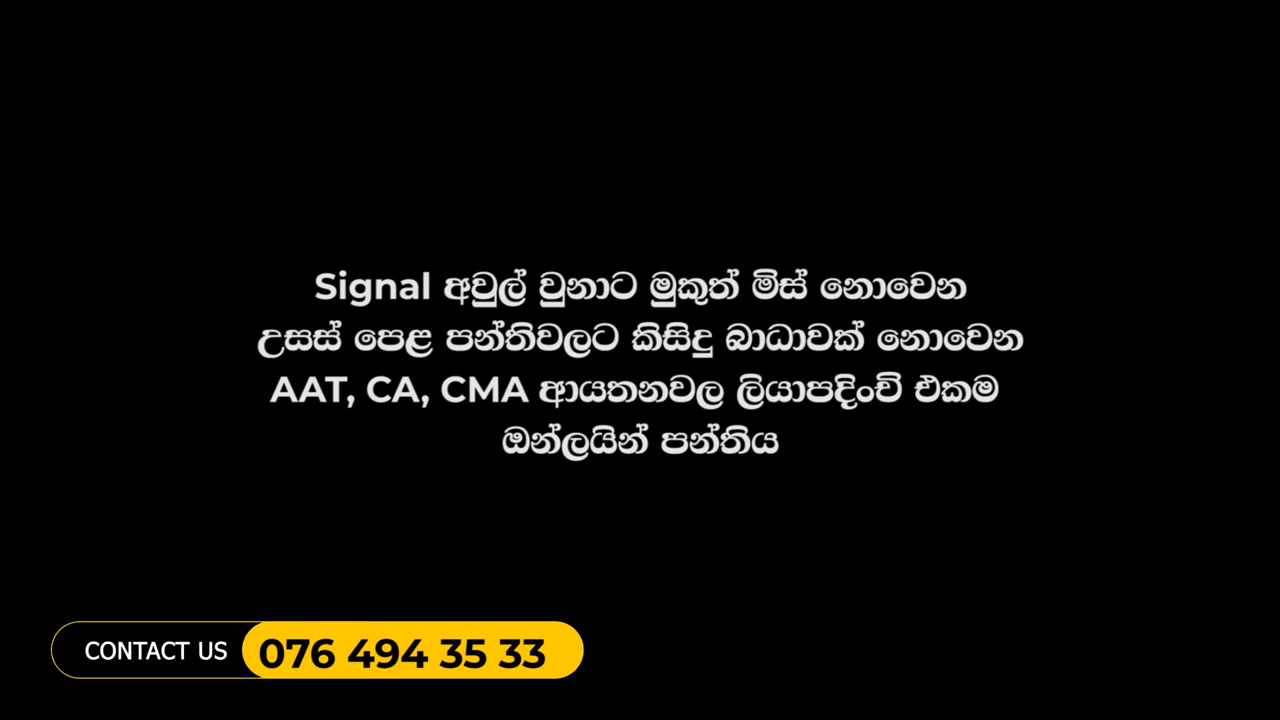 Signal අවුල් වුනාට මුකුත් මිස් නොවෙන
උසස් පෙළ පන්තිවලට කිසිදු බාධාවක් නොවෙන
AAT, CA, CMA ආයතනවල ලියාපදිංචි එකම
ඔන්ලයින් පන්තිය
CONTACT US 076 494 35 33